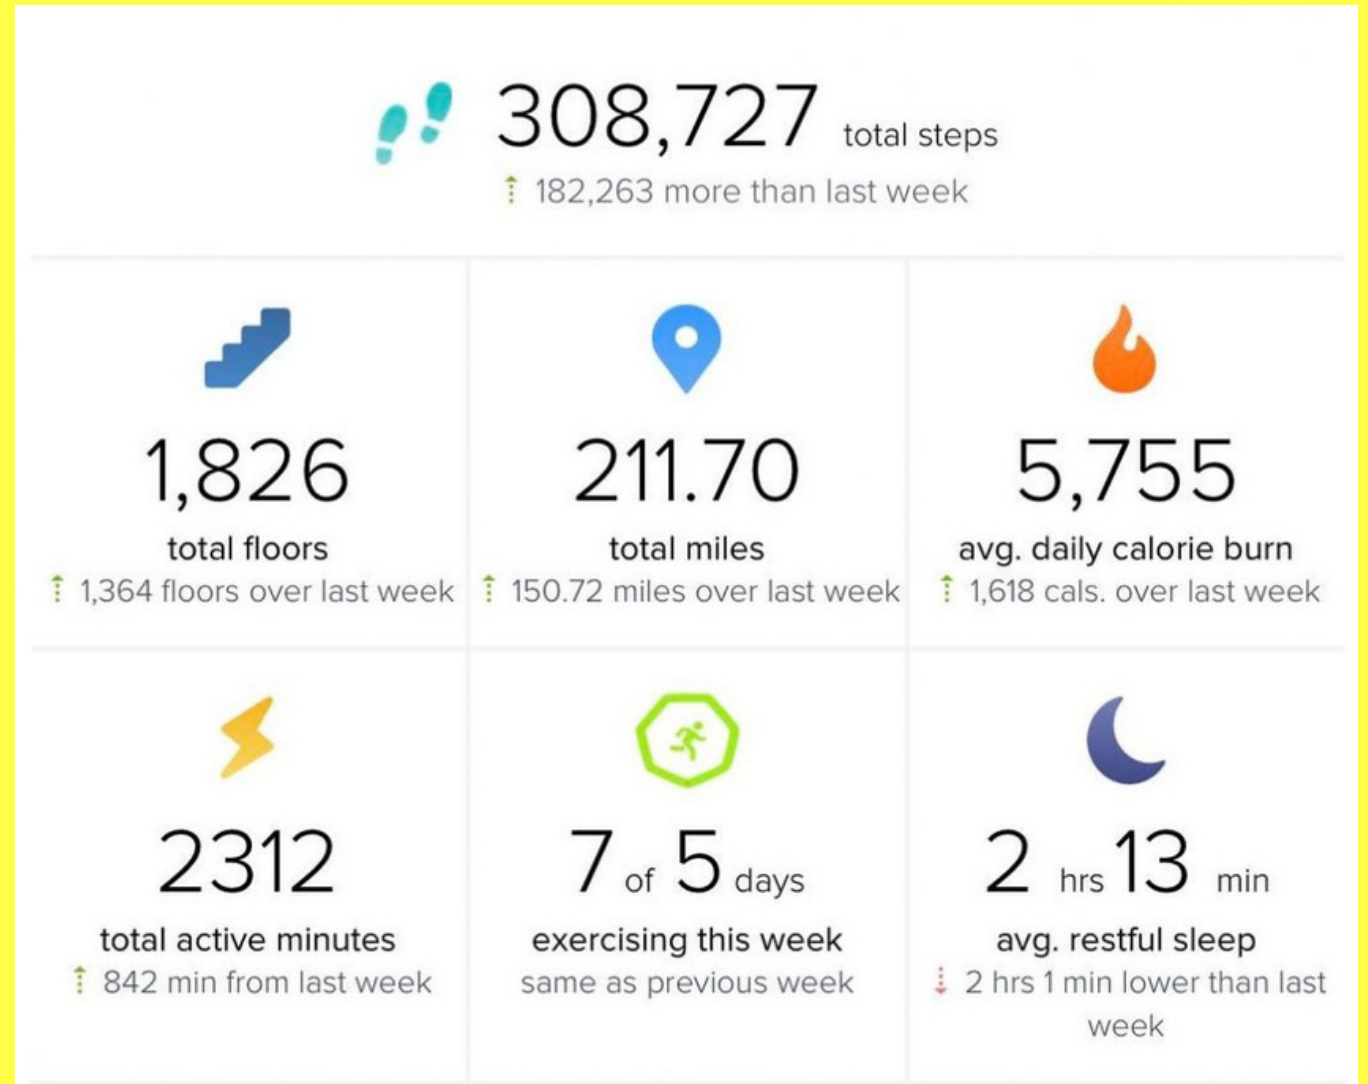 308,727 total steps
182,263 more than last week
1,826
total floors
1,364 floors over last week
211.70
total miles
150.72 miles over last week
5,755
avg. daily calorie burn
1,618 cals. over last week
2312
total active minutes
842 min from last week
7 of 5 days
exercising this week
same as previous week
2 hrs 13 min
avg. restful sleep
2 hrs 1 min lower than last
week